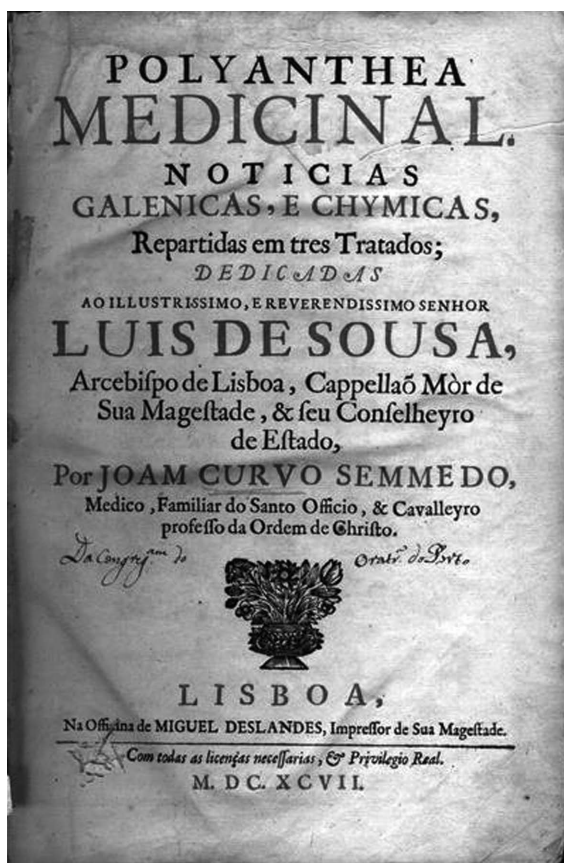 POLYANTHEA
MEDICINAL.
NOTICIAS
GALENICAS, E CHYMICAS,
Repartidas em tres Tratados;
DEDICADAS
AO ILLUSTRISSIMO, E REVERENDISSIMO SENHOR
LUIS DE SOUSA,
Arcebiſpo de Lisboa, Cappellaõ Mòr de
Sua Mageſtade, & ſeu Conſelheyro
de Eſtado,
Por JOAM CURVO SEMMEDO,
Medico, Familiar do Santo Officio, & Cavalleyro
profeſſo da Ordem de Chriſto.
Da Congreg.am do Oratr.o do Porto
LISBOA,
Na Officina de MIGUEL DESLANDES, Impreſſor de Sua Mageſtade.
Com todas as licenças neceſſarias, & Privilegio Real.
M. DC. XCVII.